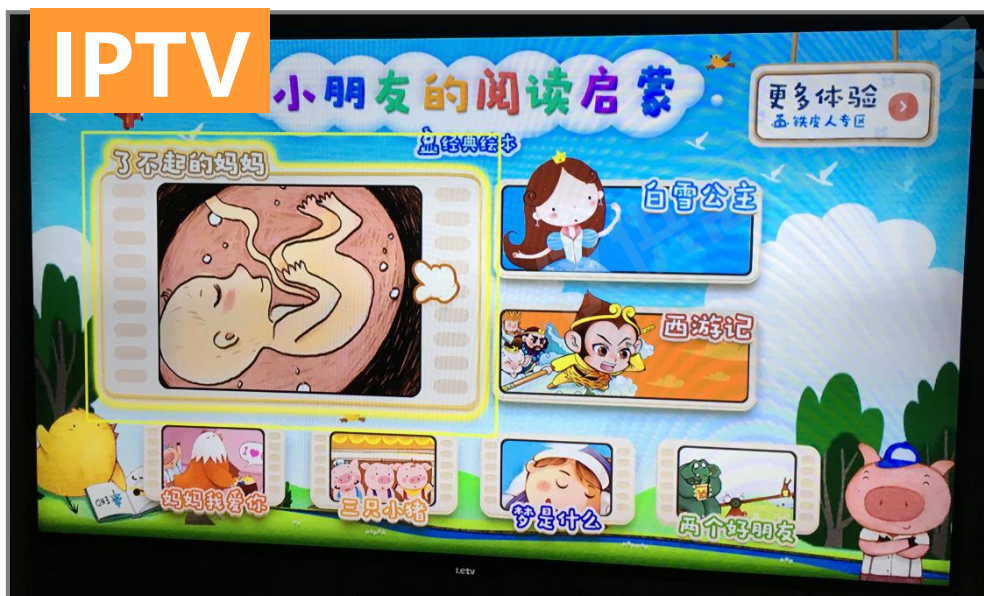 IPTV
小朋友的阅读启蒙
更多体验
铁皮人专区
经典绘本
了不起的妈妈
白雪公主
西游记
I ♥ U
妈妈我爱你
三只小猪
梦是什么
两个好朋友
END
Letv